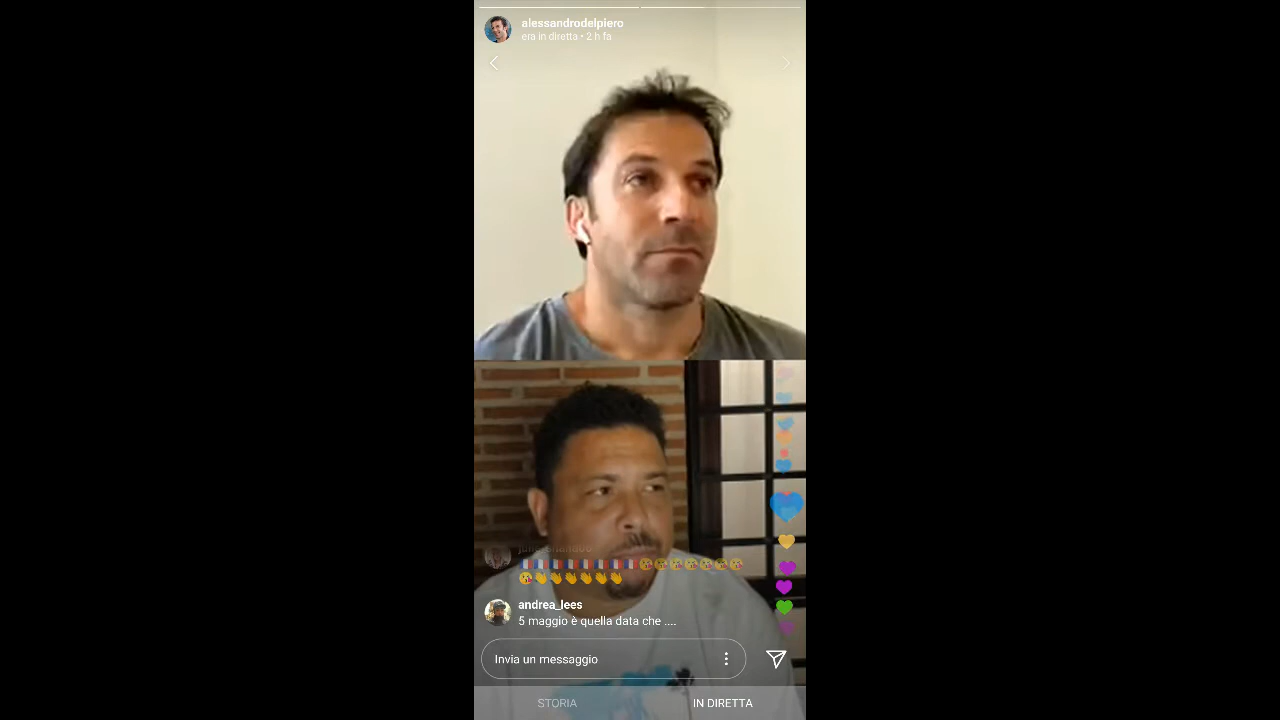 alessandrodelpiero
era in diretta • 2 h fa
andrea_lees
5 maggio è quella data che ....
Invia un messaggio
STORIA
IN DIRETTA